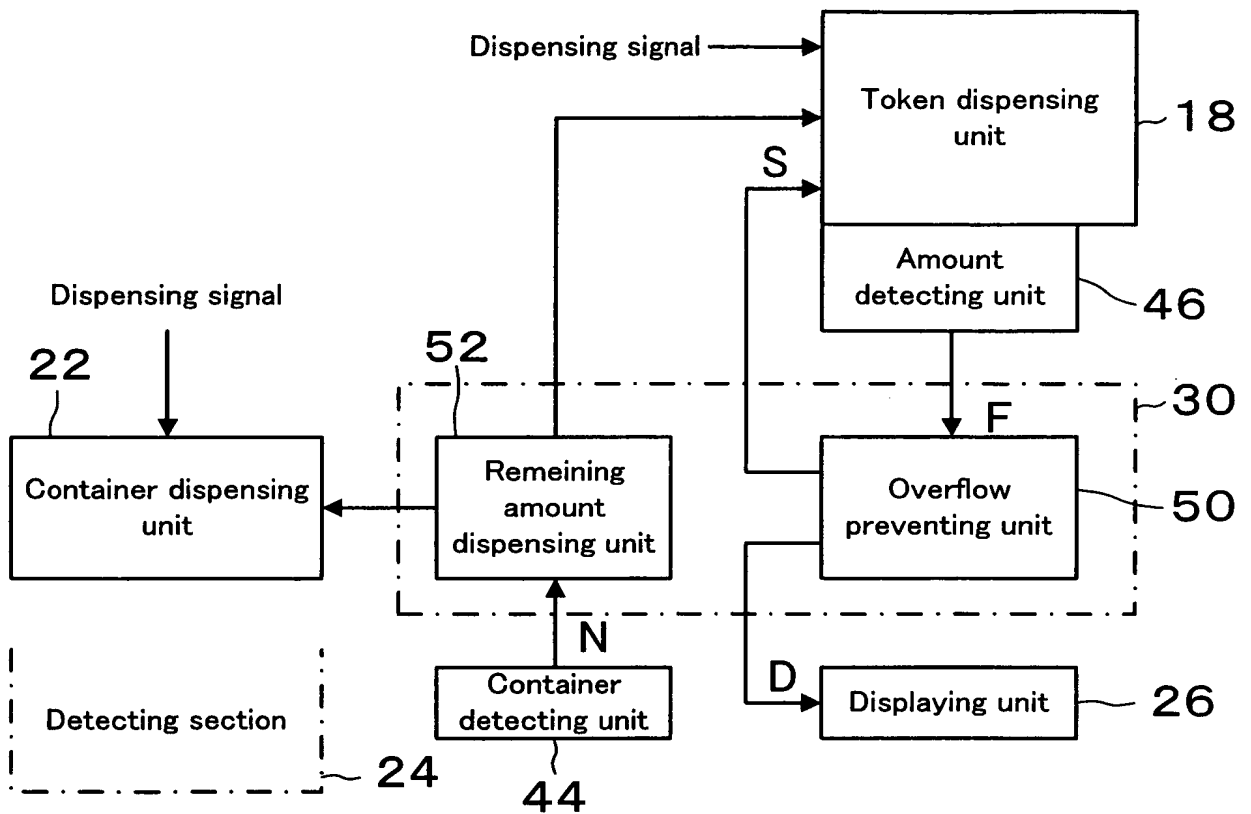 Dispensing signal
Token dispensing
unit
18
S
Amount
detecting unit
46
Dispensing signal
22
52
30
F
Container dispensing
unit
Remeining
amount
dispensing unit
Overflow
preventing unit
50
N
D
Detecting section
24
Container
detecting unit
44
Displaying unit
26